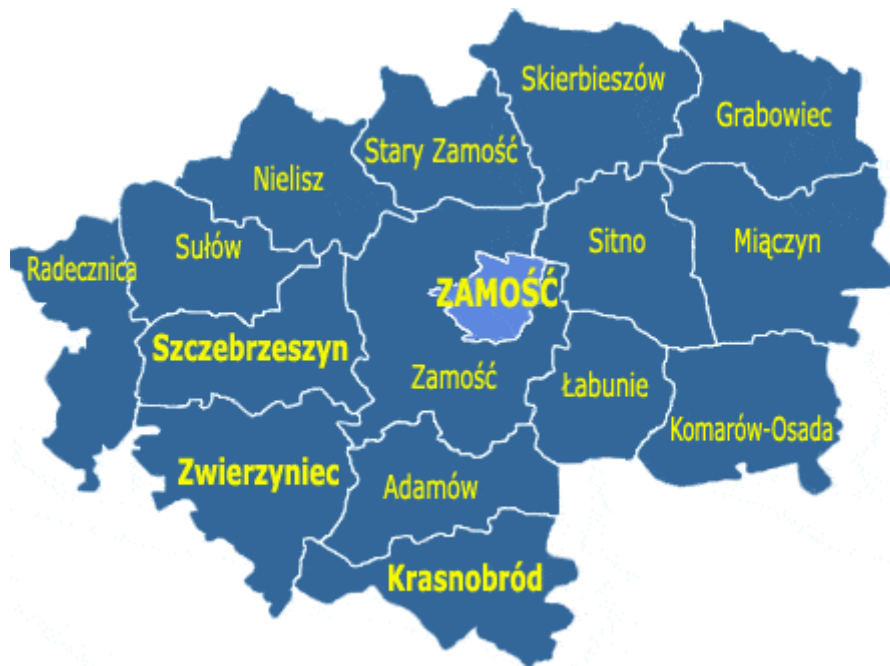 Skierbieszów
Grabowiec
Stary Zamość
Nielisz
Sułów
Sitno
Miączyn
Radecznica
ZAMOŚĆ
Szczebrzeszyn
Zamość
Łabunie
Komarów-Osada
Zwierzyniec
Adamów
Krasnobród